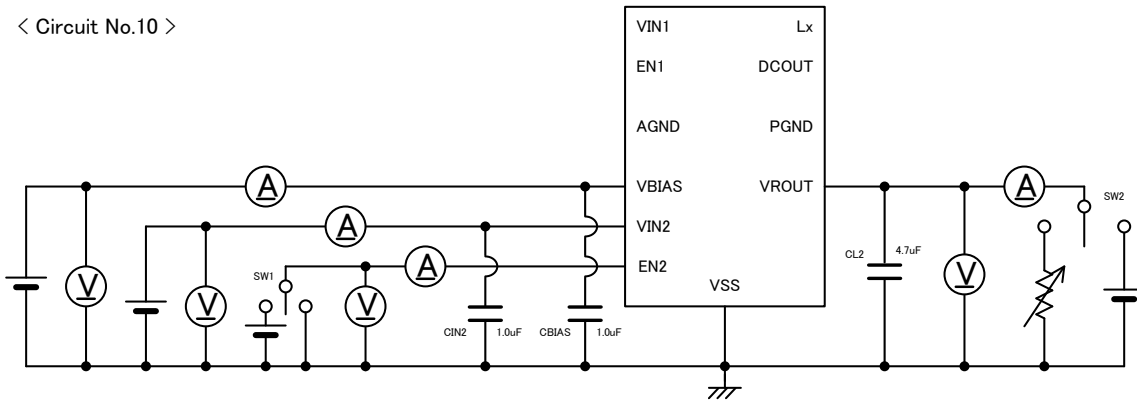 < Circuit No.10 >
VIN1 Lx
EN1 DCOUT
AGND PGND
VBIAS VROUT
VIN2
EN2
VSS
A
A
A
A
V
V
V
V
SW1
SW2
CIN2 1.0uF
CBIAS 1.0uF
CL2 4.7uF